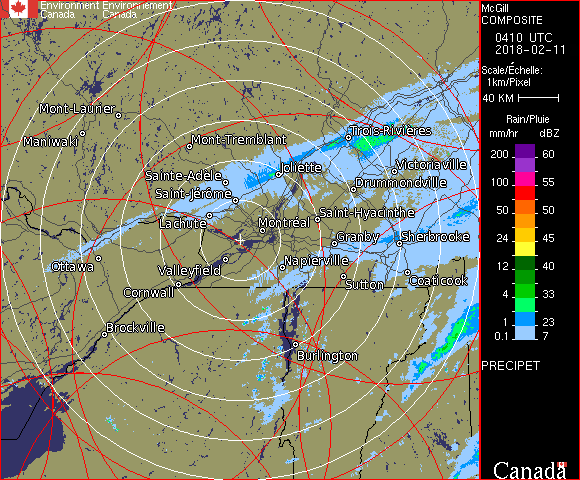 Environment Environnement
Canada Canada
McGill
COMPOSITE
0410 UTC
2018-02-11
Scale/Échelle:
1km/Pixel
40 KM
Rain/Pluie
mm/hr dBZ
200 60
100 55
50 50
24 45
12 40
4 33
1 23
0.1 7
PRECIPET
Canada
Mont-Laurier
Maniwaki
Mont-Tremblant
Trois-Rivières
Sainte-Adèle
Joliette
Victoriaville
Saint-Jérôme
Drummondville
Lachute
Montréal
Saint-Hyacinthe
Granby
Sherbrooke
Ottawa
Valleyfield
Napierville
Cornwall
Sutton
Coaticook
Brockville
Burlington